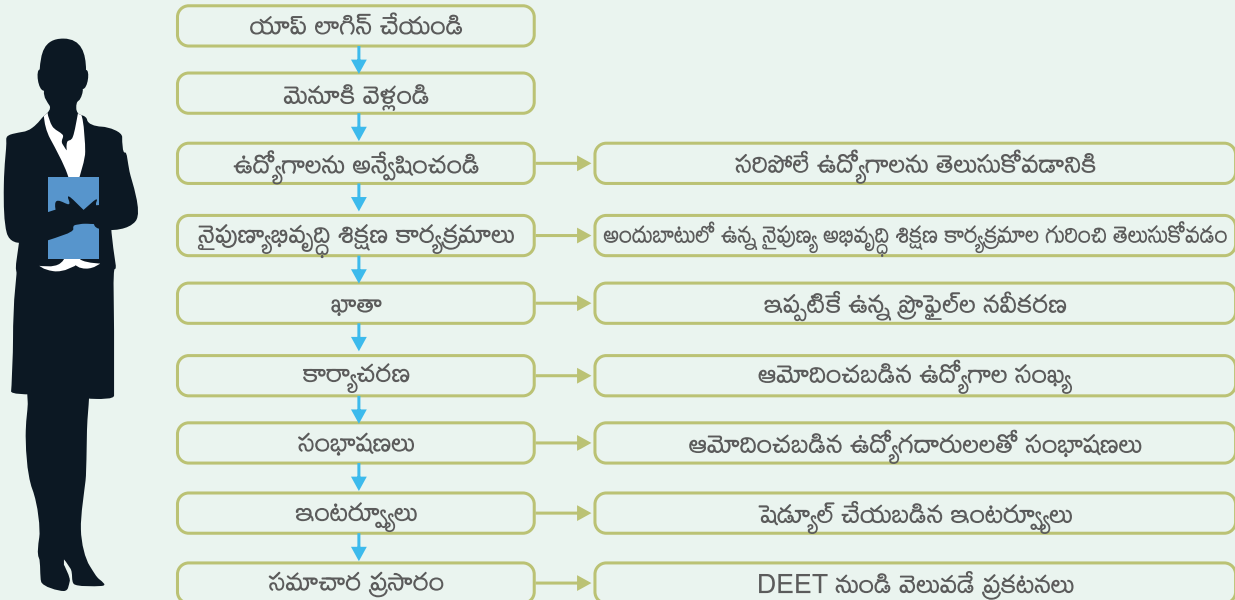 యాప్ లాగిన్ చేయండి
మెనూకి వెళ్లండి
ఉద్యోగాలను అన్వేషించండి
సరిపోలే ఉద్యోగాలను తెలుసుకోవడానికి
నైపుణ్యాభివృద్ధి శిక్షణ కార్యక్రమాలు
అందుబాటులో ఉన్న నైపుణ్య అభివృద్ధి శిక్షణ కార్యక్రమాల గురించి తెలుసుకోవడం
ఖాతా
ఇప్పటికే ఉన్న ప్రొఫైల్‌ల నవీకరణ
కార్యాచరణ
ఆమోదించబడిన ఉద్యోగాల సంఖ్య
సంభాషణలు
ఆమోదించబడిన ఉద్యోగదారులలతో సంభాషణలు
ఇంటర్వ్యూలు
షెడ్యూల్ చేయబడిన ఇంటర్వ్యూలు
సమాచార ప్రసారం
DEET నుండి వెలువడే ప్రకటనలు